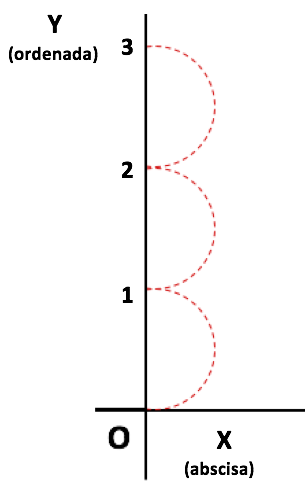 Y
(ordenada)
3
2
1
O
X
(abscisa)